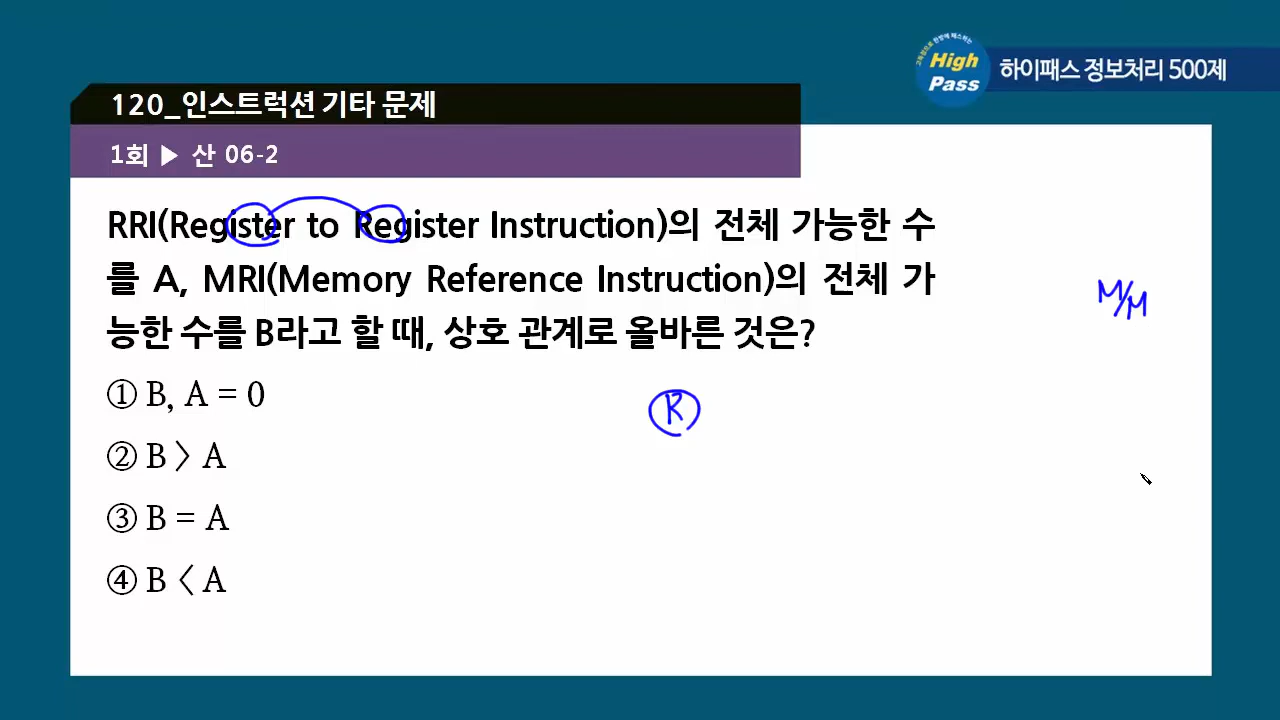 High
Pass
하이패스 정보처리 500제
120_인스트럭션 기타 문제
1회 ▶ 산 06-2
RRI(Register to Register Instruction)의 전체 가능한 수
를 A, MRI(Memory Reference Instruction)의 전체 가
능한 수를 B라고 할 때, 상호 관계로 올바른 것은?
M/M
① B, A = 0
R
② B 〉 A
③ B = A
④ B 〈 A